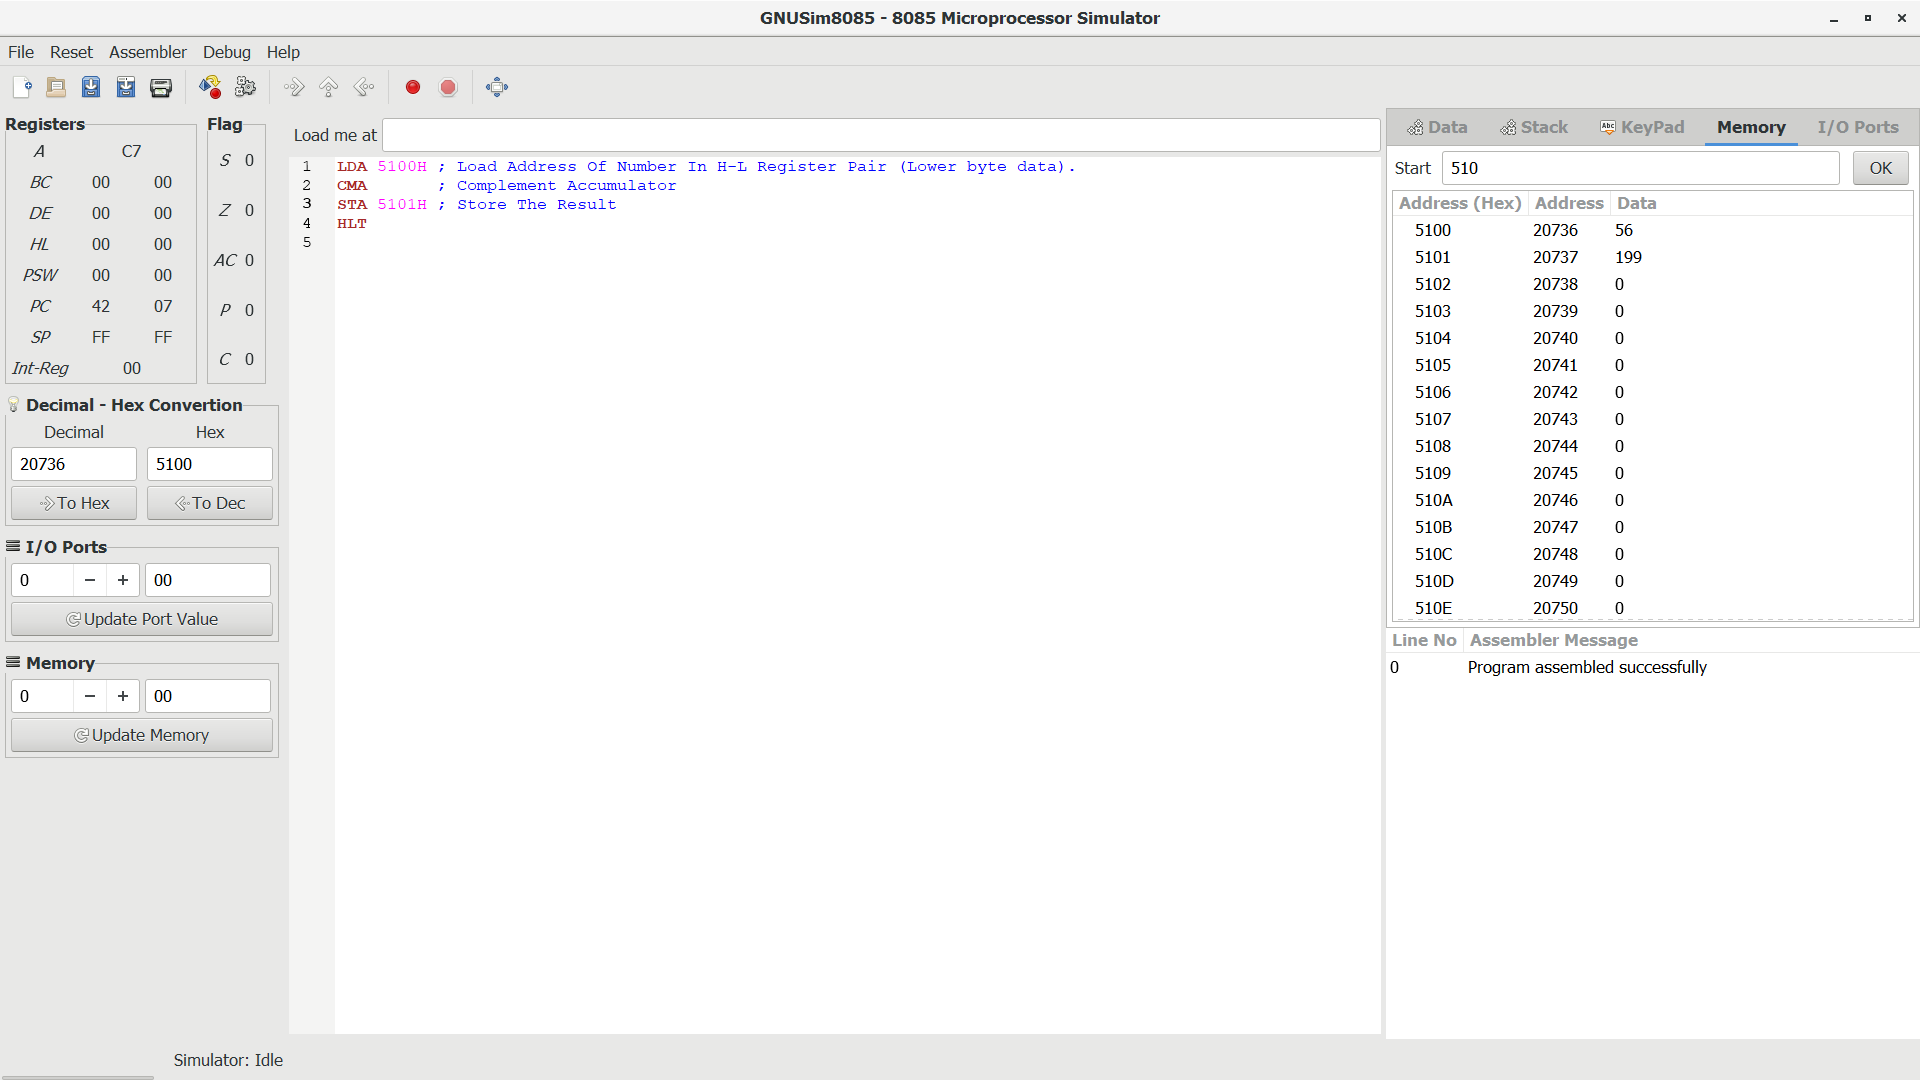 GNUSim8085 - 8085 Microprocessor Simulator
File Reset Assembler Debug Help
Registers
A C7
BC 00 00
DE 00 00
HL 00 00
PSW 00 00
PC 42 07
SP FF FF
Int-Reg 00
Flag
S 0
Z 0
AC 0
P 0
C 0
Decimal - Hex Convertion
Decimal Hex
20736 5100
To Hex To Dec
I/O Ports
0 − + 00
Update Port Value
Memory
0 − + 00
Update Memory
Load me at
1 LDA 5100H ; Load Address Of Number In H-L Register Pair (Lower byte data).
2 CMA ; Complement Accumulator
3 STA 5101H ; Store The Result
4 HLT
5
Data Stack Abc KeyPad Memory I/O Ports
Start 510 OK
Address (Hex) Address Data
5100 20736 56
5101 20737 199
5102 20738 0
5103 20739 0
5104 20740 0
5105 20741 0
5106 20742 0
5107 20743 0
5108 20744 0
5109 20745 0
510A 20746 0
510B 20747 0
510C 20748 0
510D 20749 0
510E 20750 0
Line No Assembler Message
0 Program assembled successfully
Simulator: Idle